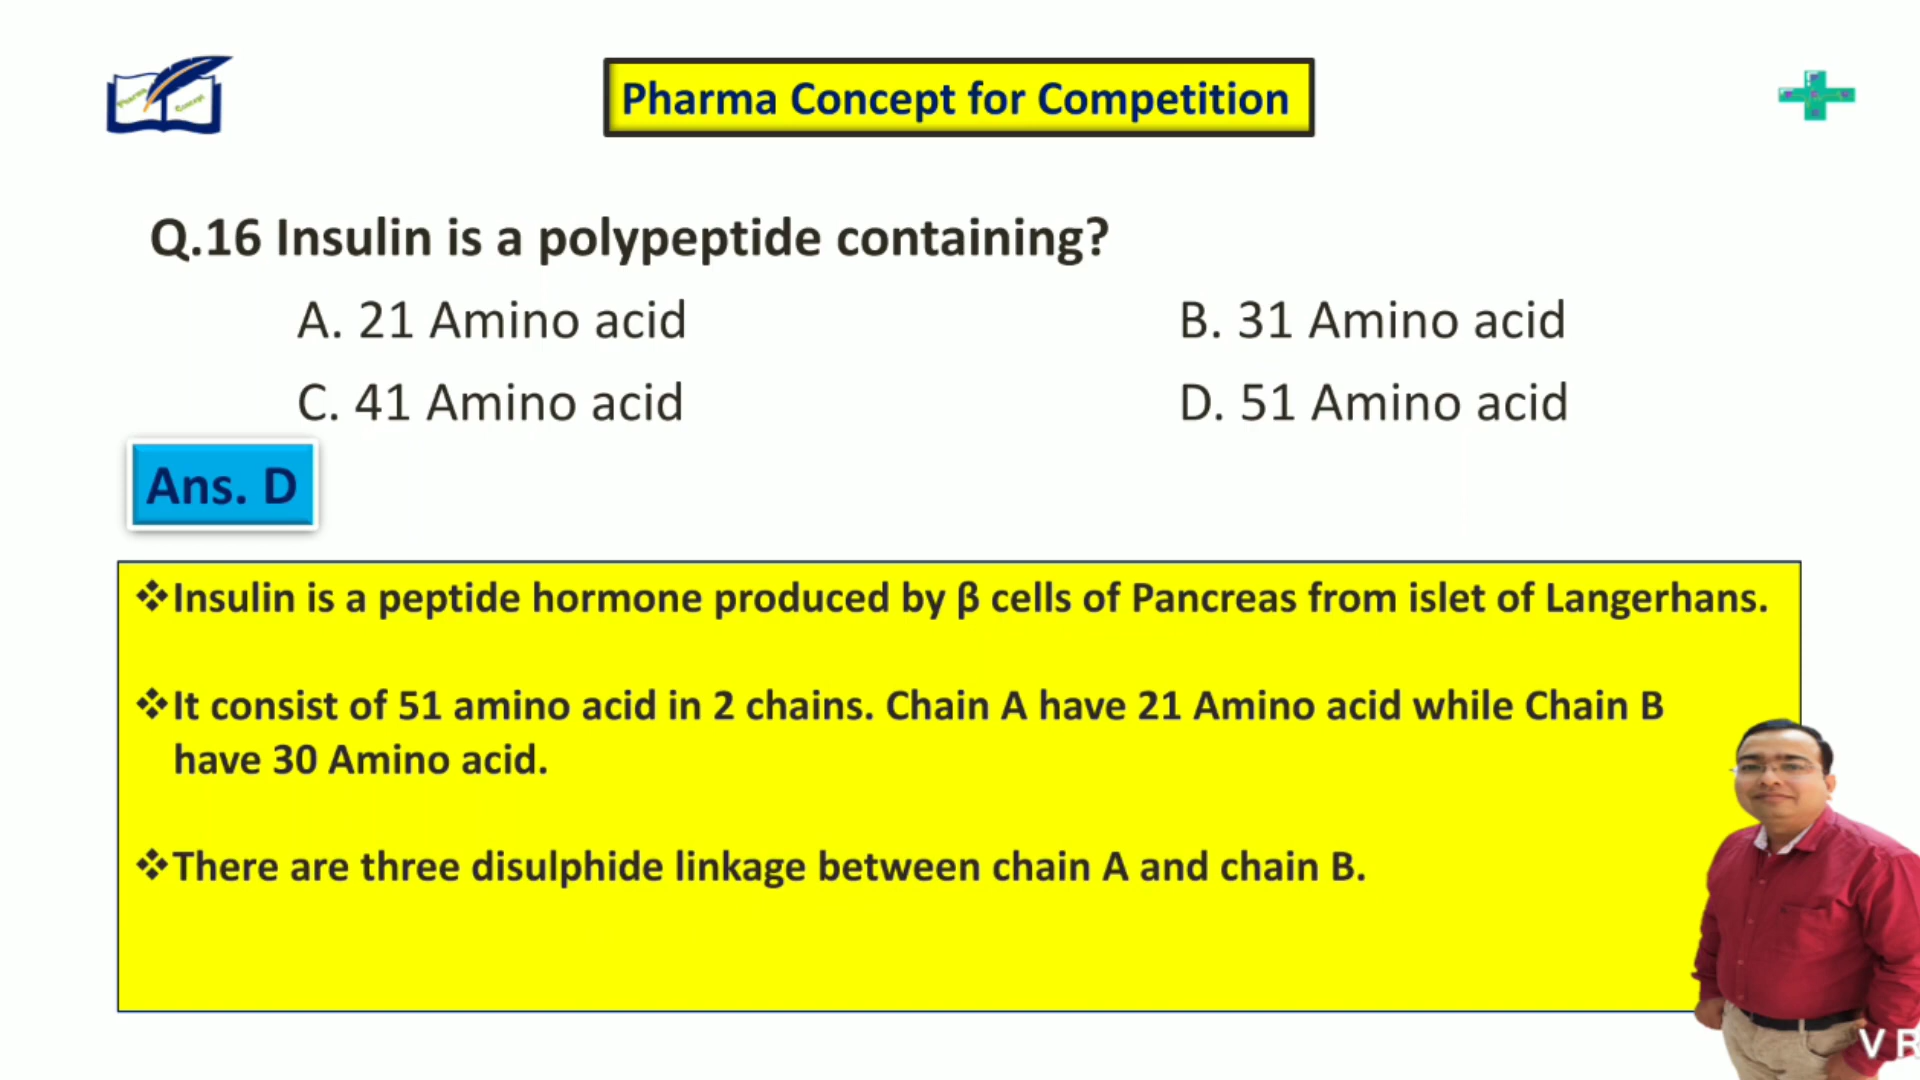 Pharma Concept
Pharma Concept for Competition
Q.16 Insulin is a polypeptide containing?
A. 21 Amino acid
B. 31 Amino acid
C. 41 Amino acid
D. 51 Amino acid
Ans. D
❖Insulin is a peptide hormone produced by β cells of Pancreas from islet of Langerhans.
❖It consist of 51 amino acid in 2 chains. Chain A have 21 Amino acid while Chain B
have 30 Amino acid.
❖There are three disulphide linkage between chain A and chain B.
V R